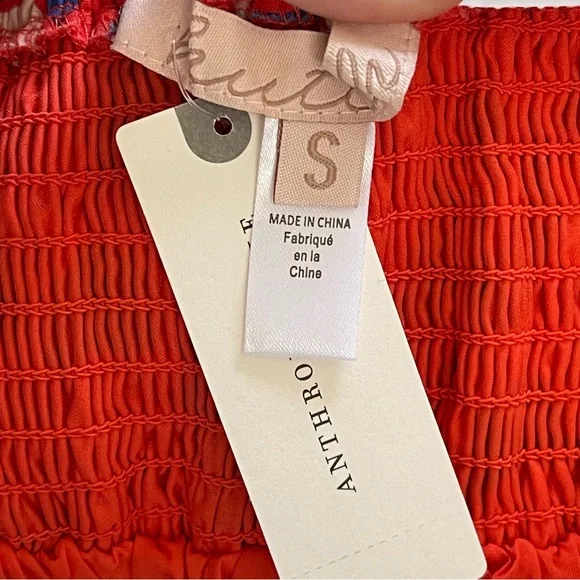 S
MADE IN CHINA
Fabriqué
en la
Chine
ANTHRO